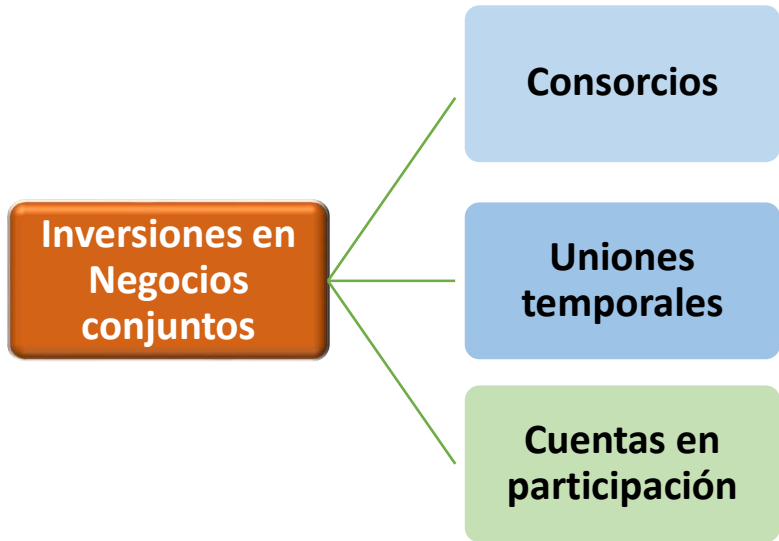 Inversiones en
Negocios
conjuntos
Consorcios
Uniones
temporales
Cuentas en
participación